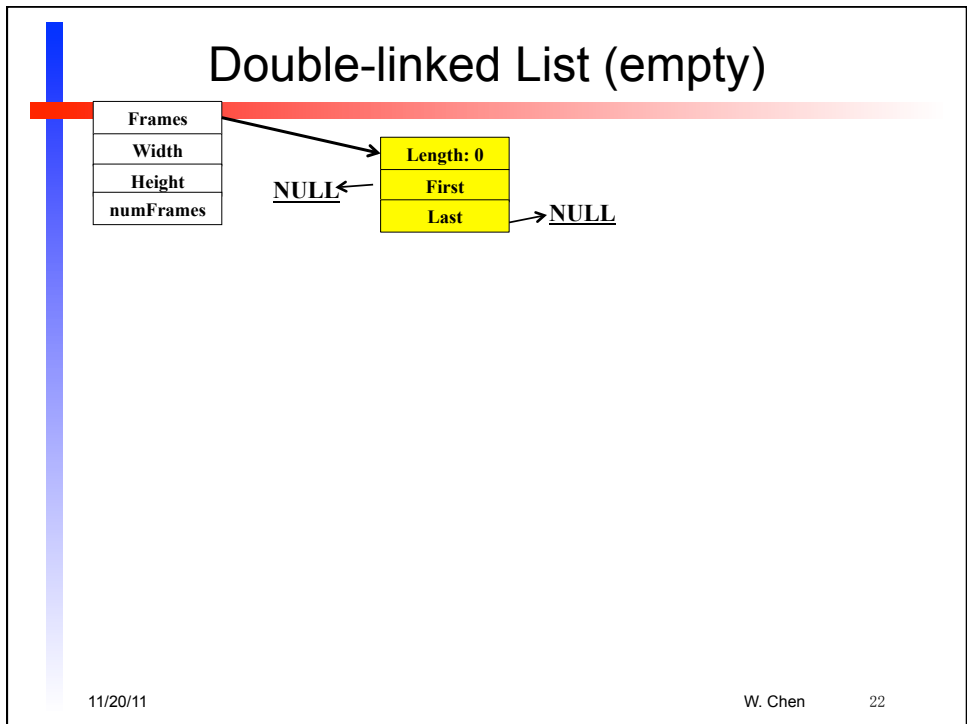 Double-linked List (empty)
Frames
Width
Height
numFrames
Length: 0
First
Last
NULL
NULL
11/20/11
W. Chen
22